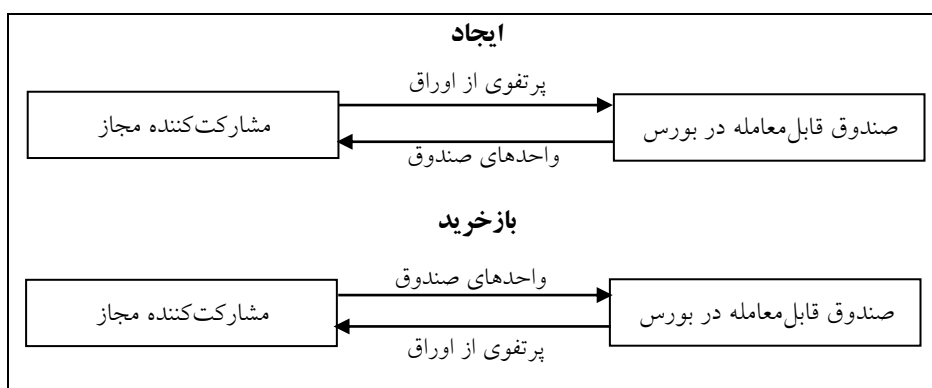 ایجاد
پرتفوی از اوراق
صندوق قابل‌معامله در بورس
مشارکت‌کننده مجاز
واحدهای صندوق
بازخرید
واحدهای صندوق
صندوق قابل‌معامله در بورس
مشارکت‌کننده مجاز
پرتفوی از اوراق